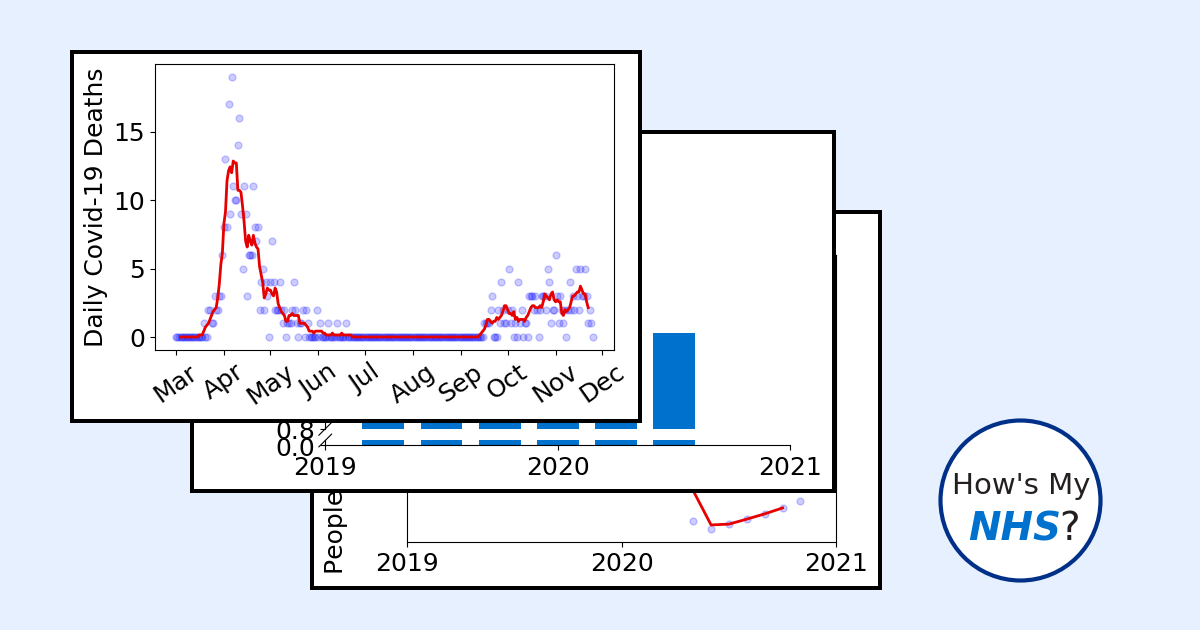 Daily Covid-19 Deaths
15
10
5
0
Mar Apr May Jun Jul Aug Sep Oct Nov Dec
0.8
0.0
2019 2020 2021
People
2019 2020 2021
How's My
NHS?